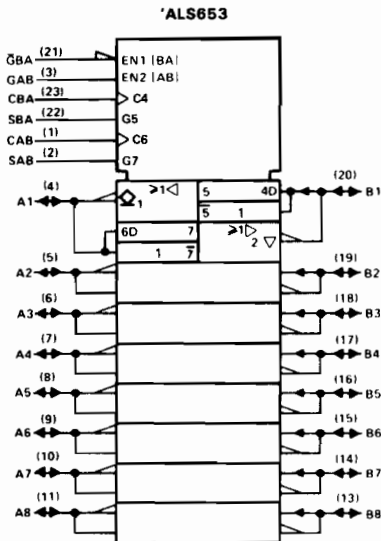 'ALS653
G̅BA (21) EN1 [BA]
GAB (3) EN2 [AB]
CBA (23) C4
SBA (22) G5
CAB (1) C6
SAB (2) G7
A1 (4) 1 ≥1 5 4D (20) B1
5̅ 1
6D 7 ≥1
1 7̅ 2
A2 (5) (19) B2
A3 (6) (18) B3
A4 (7) (17) B4
A5 (8) (16) B5
A6 (9) (15) B6
A7 (10) (14) B7
A8 (11) (13) B8